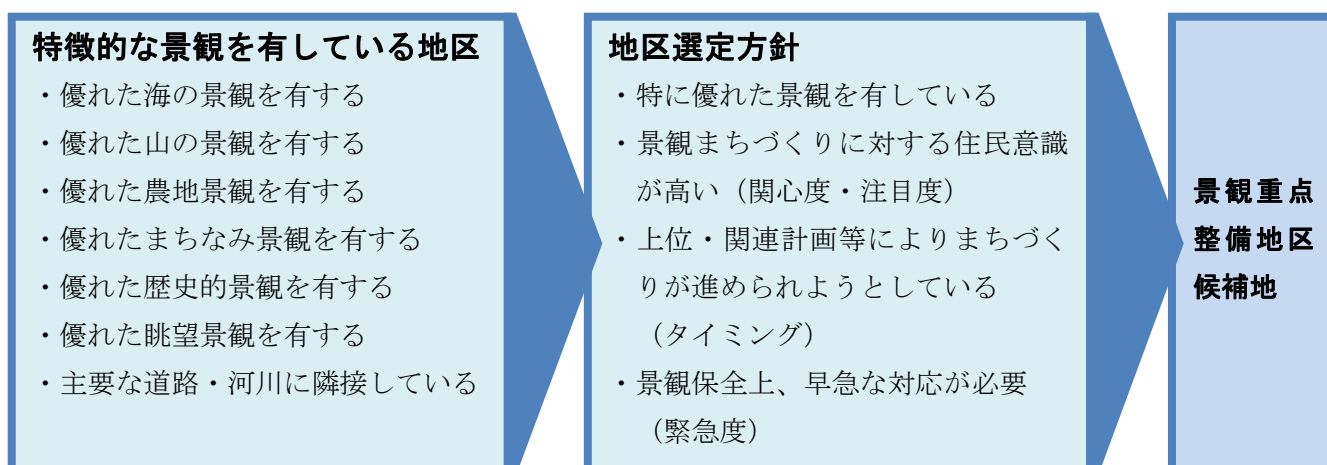 特徴的な景観を有している地区
・優れた海の景観を有する
・優れた山の景観を有する
・優れた農地景観を有する
・優れたまちなみ景観を有する
・優れた歴史的景観を有する
・優れた眺望景観を有する
・主要な道路・河川に隣接している
地区選定方針
・特に優れた景観を有している
・景観まちづくりに対する住民意識
が高い（関心度・注目度）
・上位・関連計画等によりまちづく
りが進められようとしている
（タイミング）
・景観保全上、早急な対応が必要
（緊急度）
景観重点
整備地区
候補地